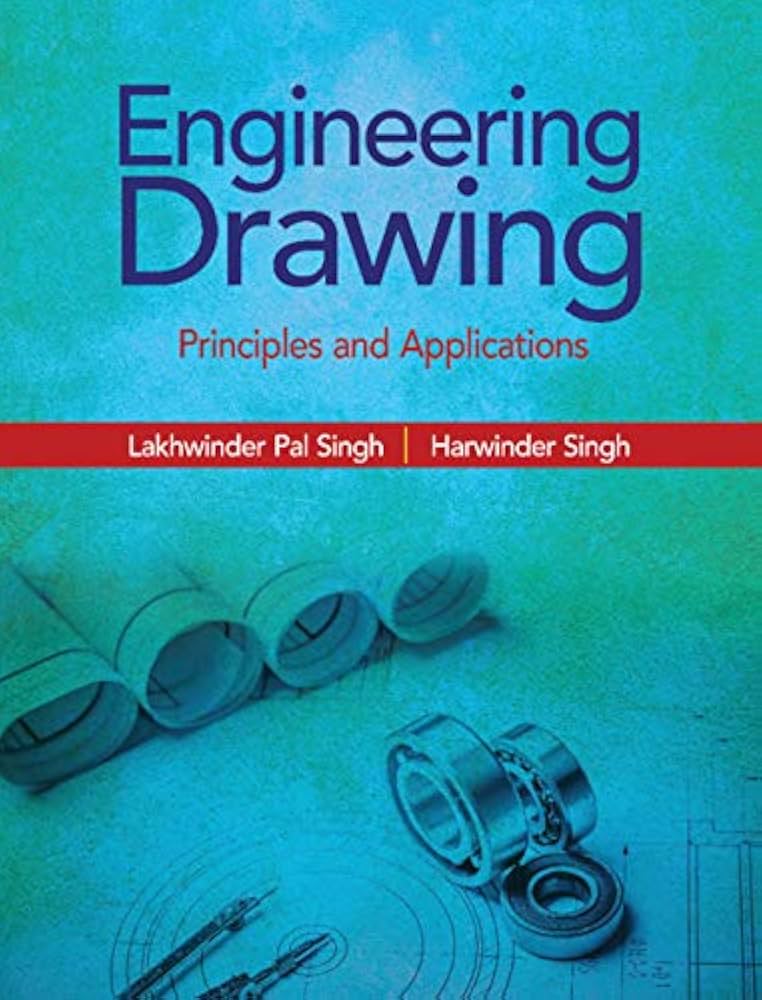 Engineering
Drawing
Principles and Applications
Lakhwinder Pal Singh | Harwinder Singh